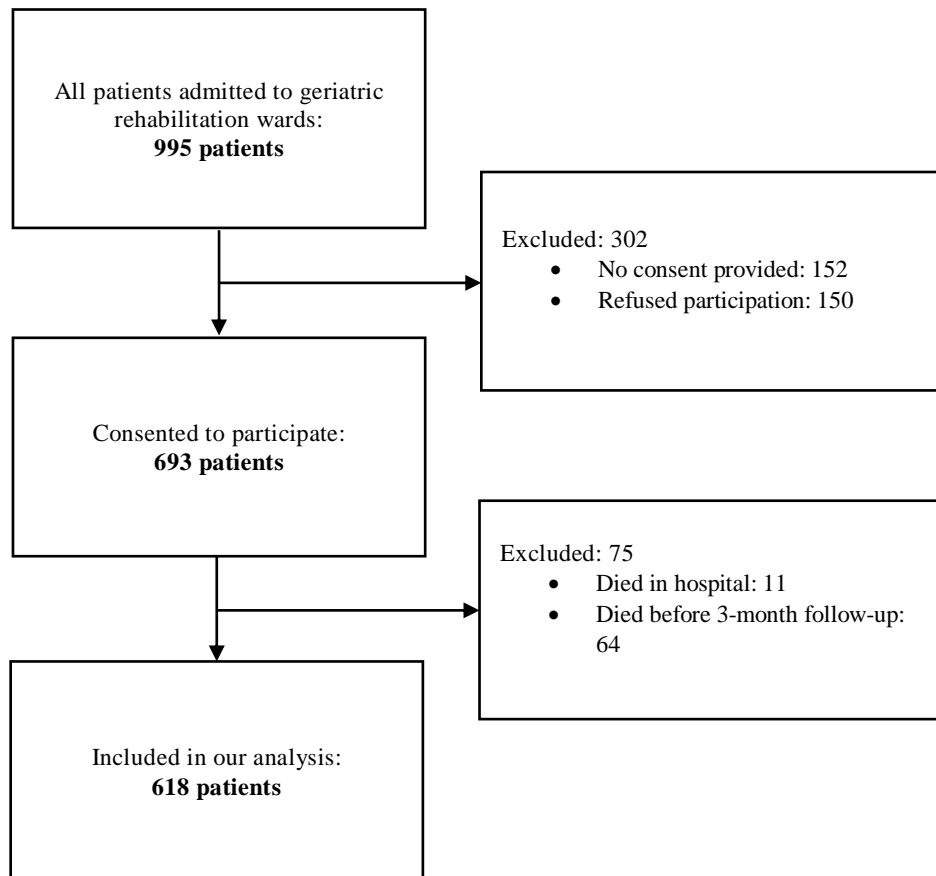 All patients admitted to geriatric
rehabilitation wards:
995 patients
Excluded: 302
• No consent provided: 152
• Refused participation: 150
Consented to participate:
693 patients
Excluded: 75
• Died in hospital: 11
• Died before 3-month follow-up:
64
Included in our analysis:
618 patients